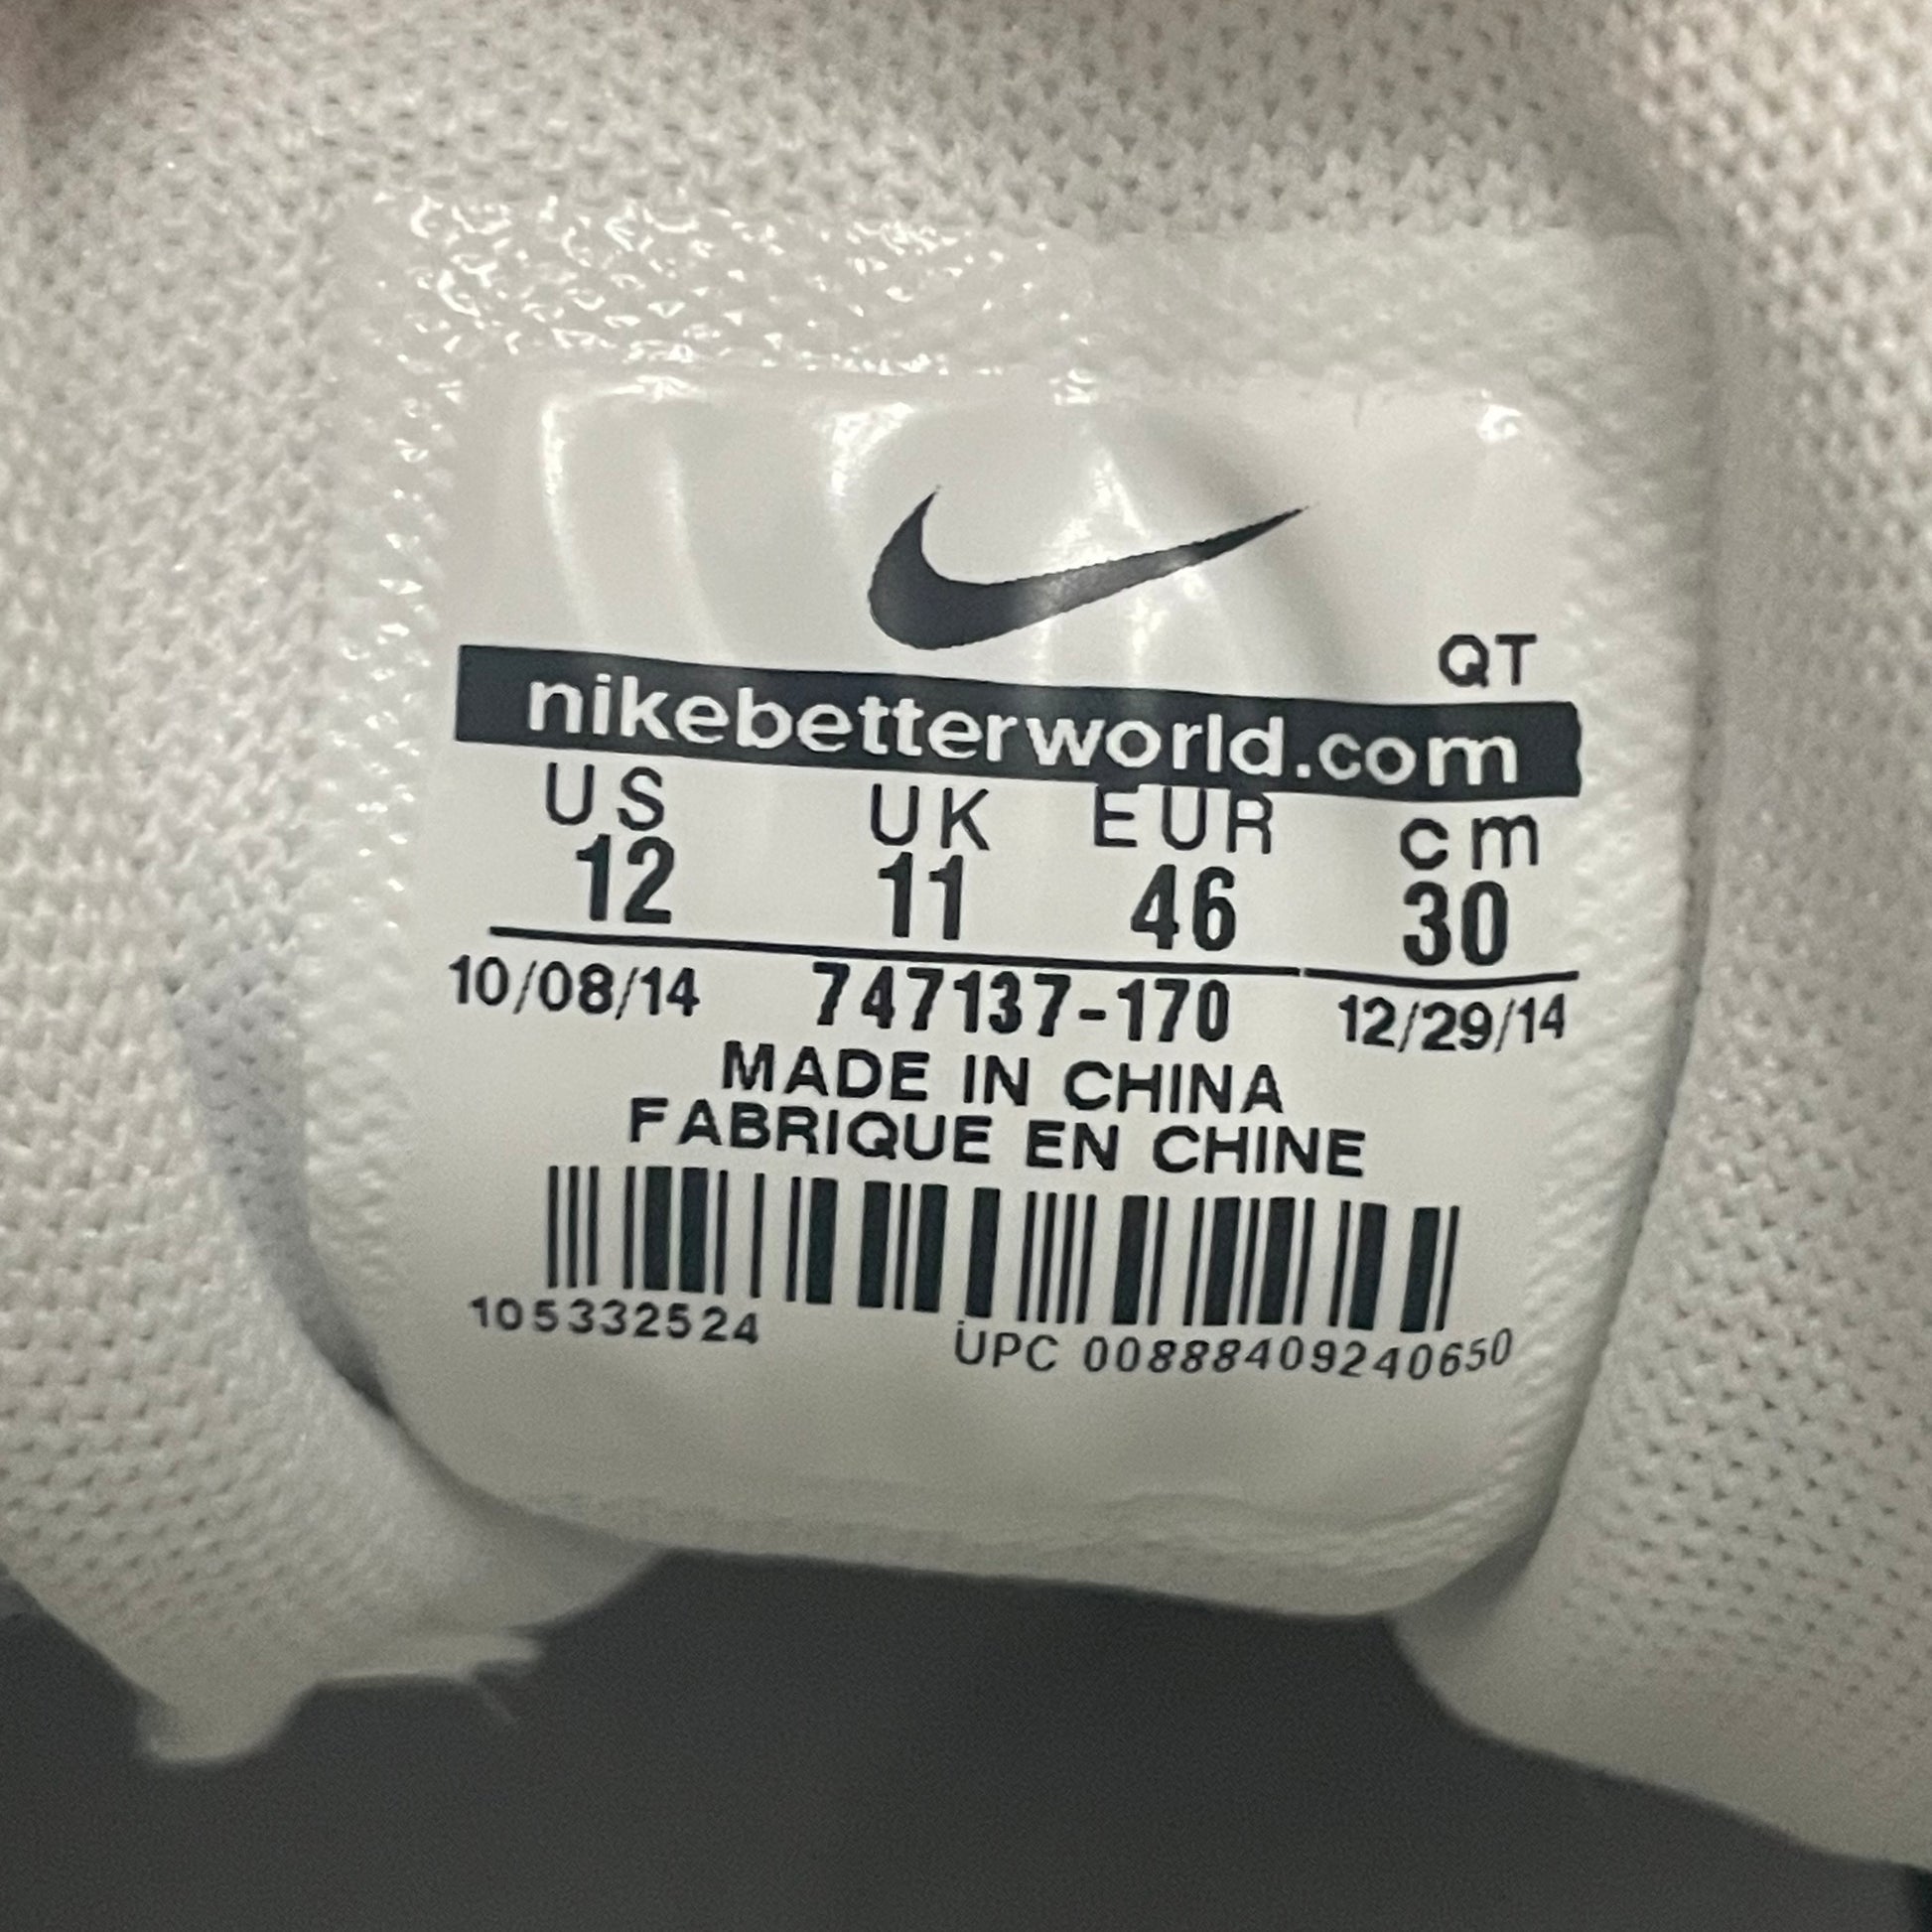 QT
nikebetterworld.com
US UK EUR cm
12 11 46 30
10/08/14 747137-170 12/29/14
MADE IN CHINA
FABRIQUE EN CHINE
105332524 UPC 00888409240650